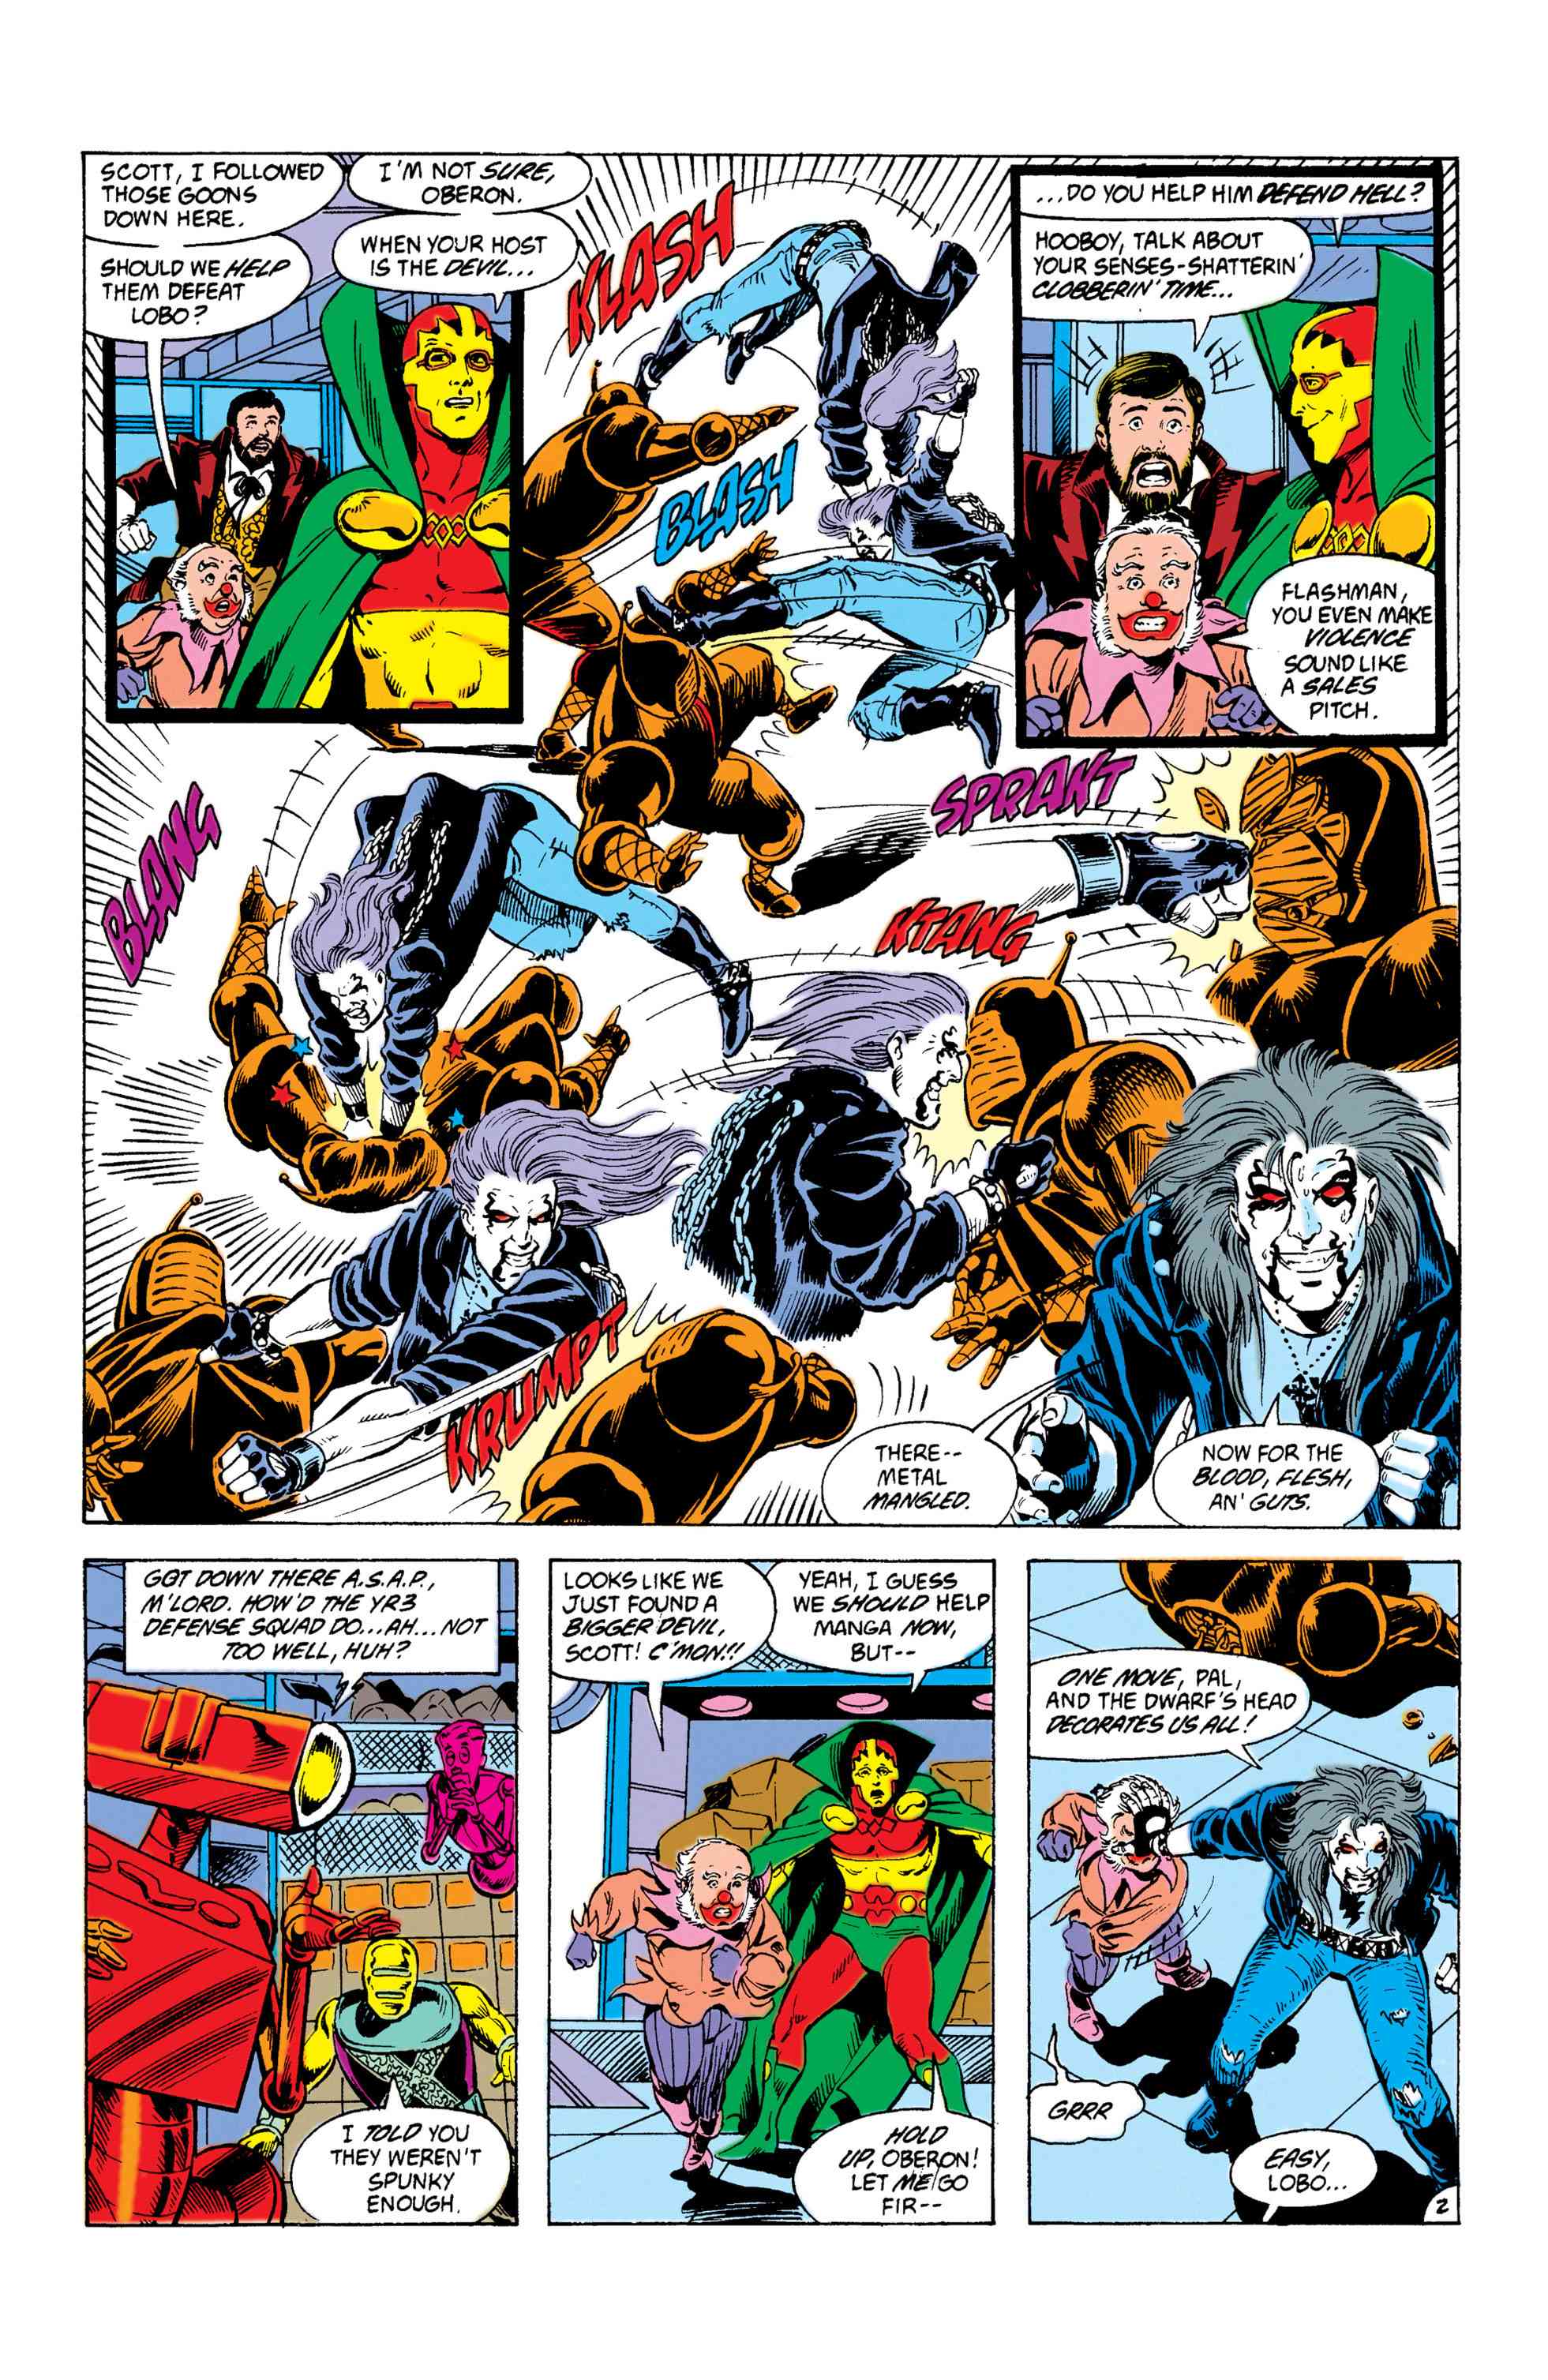 SCOTT, I FOLLOWED
THOSE GOONS
DOWN HERE.
SHOULD WE HELP
THEM DEFEAT
LOBO?
I'M NOT SURE,
OBERON.
WHEN YOUR HOST
IS THE DEVIL...
KLASH
BLASH
...DO YOU HELP HIM DEFEND HELL?
HOOBOY, TALK ABOUT
YOUR SENSES-SHATTERIN'
CLOBBERIN' TIME...
FLASHMAN,
YOU EVEN MAKE
VIOLENCE
SOUND LIKE
A SALES
PITCH.
BLANG
SPRAKT
KTANG
KRUMPT
THERE--
METAL
MANGLED.
NOW FOR THE
BLOOD, FLESH,
AN' GUTS.
GOT DOWN THERE A.S.A.P.,
M'LORD. HOW'D THE YR3
DEFENSE SQUAD DO...AH...NOT
TOO WELL, HUH?
I TOLD YOU
THEY WEREN'T
SPUNKY
ENOUGH.
LOOKS LIKE WE
JUST FOUND A
BIGGER DEVIL,
SCOTT! C'MON!!
YEAH, I GUESS
WE SHOULD HELP
MANGA NOW,
BUT--
HOLD
UP, OBERON!
LET ME GO
FIR--
ONE MOVE, PAL,
AND THE DWARF'S HEAD
DECORATES US ALL!
GRRR
EASY,
LOBO...
2